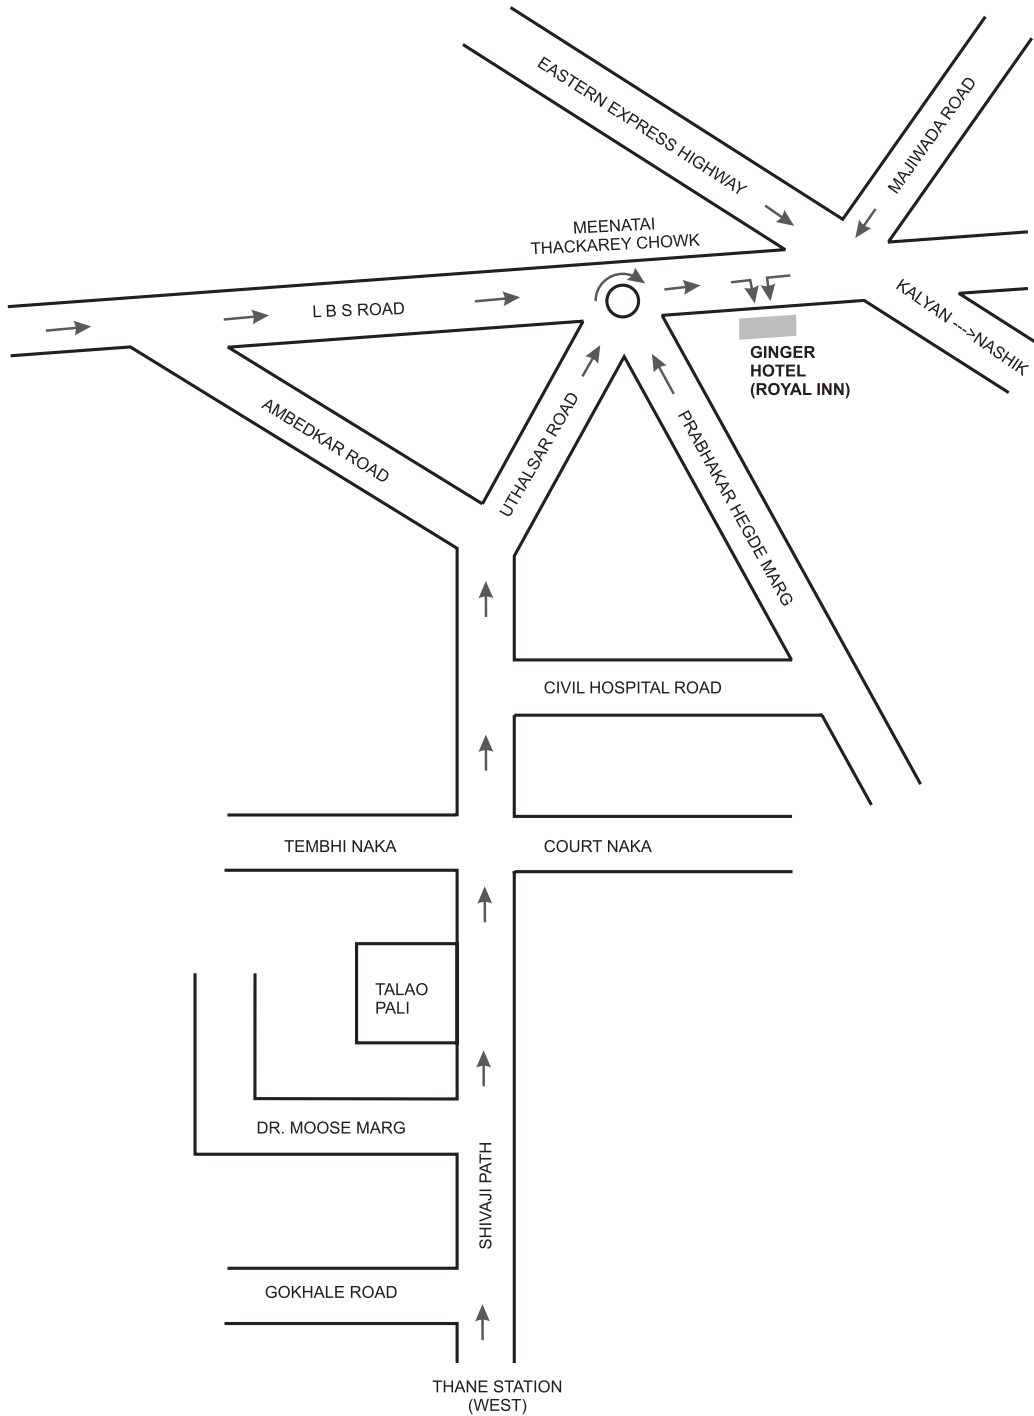 EASTERN EXPRESS HIGHWAY
MAJIWADA ROAD
MEENATAI
THACKAREY CHOWK
L B S ROAD
KALYAN --->NASHIK
GINGER
HOTEL
(ROYAL INN)
AMBEDKAR ROAD
UTHALSAR ROAD
PRABHAKAR HEGDE MARG
CIVIL HOSPITAL ROAD
TEMBHI NAKA
COURT NAKA
TALAO
PALI
DR. MOOSE MARG
SHIVAJI PATH
GOKHALE ROAD
THANE STATION
(WEST)